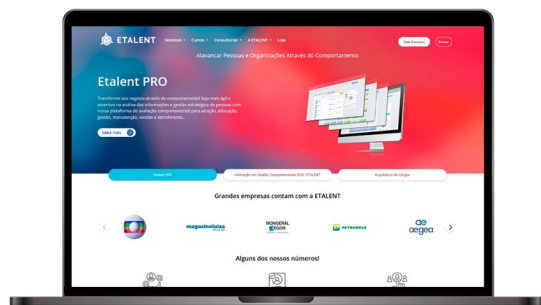 ETALENT
Sistemas
Cursos
Consultorias
A ETALENT
Loja
Fale Conosco
Entrar
Alavancar Pessoas e Organizações Através do Comportamento
Etalent PRO
Transforme seu negócio através do comportamento! Seja mais ágil e
assertivo na análise das informações e gestão estratégica de pessoas com
nossa plataforma de avaliação comportamental para atração, educação,
gestão, manutenção, vendas e atendimento.
Saiba mais
Etalent PRO
Formação em Gestão Comportamental DISC ETALENT
Arquitetura de Cargos
Grandes empresas contam com a ETALENT
magazineluiza
MONGERAL
AEGON
PETROBRAS
ae
aegea
Alguns dos nossos números!